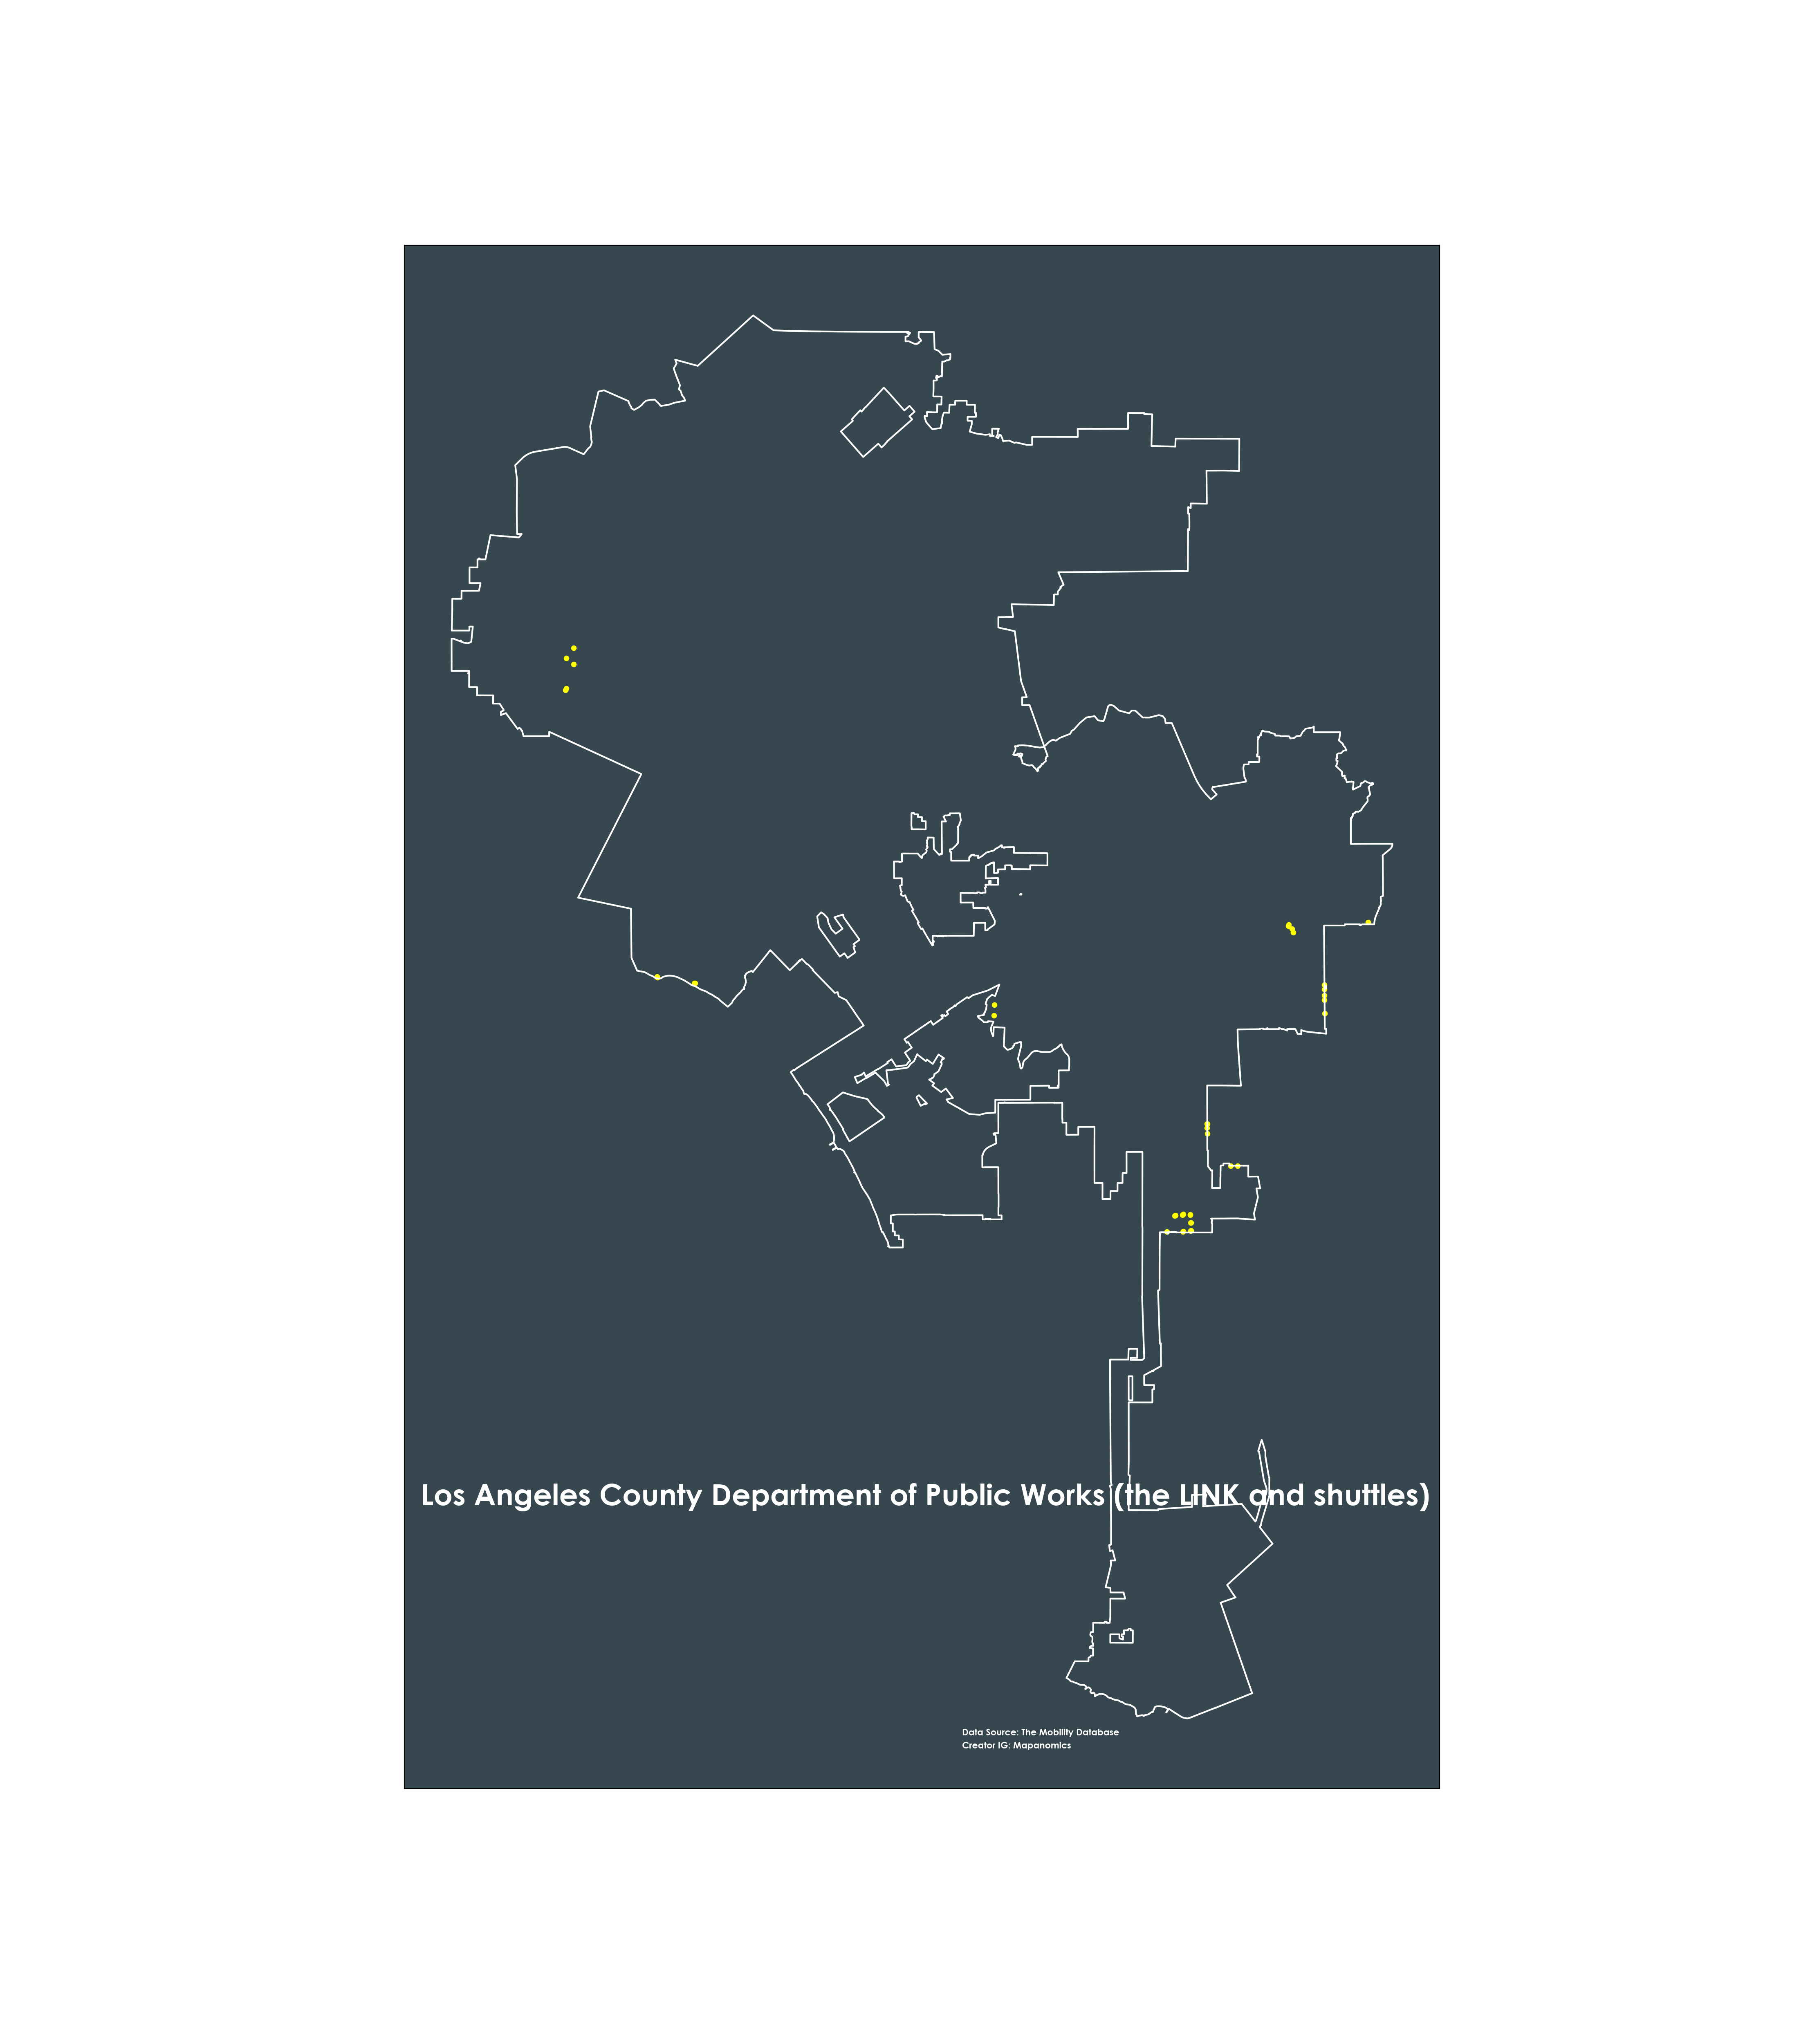 Los Angeles County Department of Public Works (the LINK and shuttles)
Data Source: The Mobility Database
Creator IG: Mapanomics